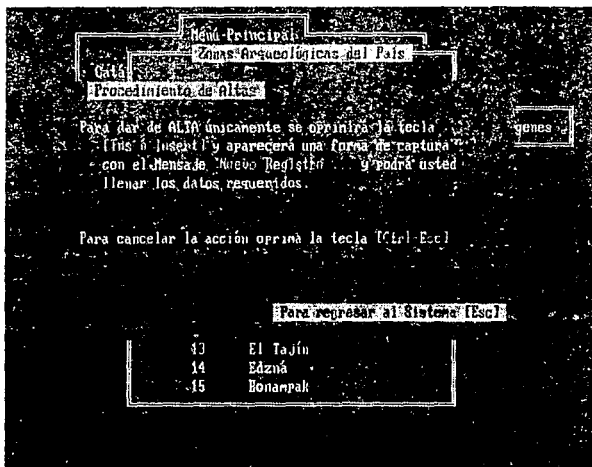 Menú Principal
Zonas Arqueológicas del País
Catá
Procedimiento de Altas
Para dar de ALTA únicamente se oprimirá la tecla
[Ins ó Insert] y aparecerá una forma de captura
con el Mensaje Nuevo Registro ... y podrá usted
llenar los datos requeridos.
genes
Para cancelar la acción oprima la tecla [Ctrl-Esc]
Para regresar al Sistema [Esc]
13 El Tajín
14 Edzná
15 Bonampak